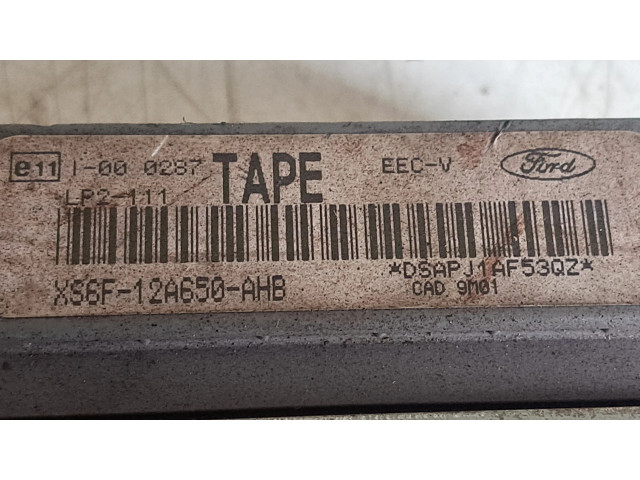 e11 I-00 0287 TAPE EEC-V Ford
LP2-111
XS6F-12A650-AHB *DSAPJ1AF53QZ*
CAD 9M01